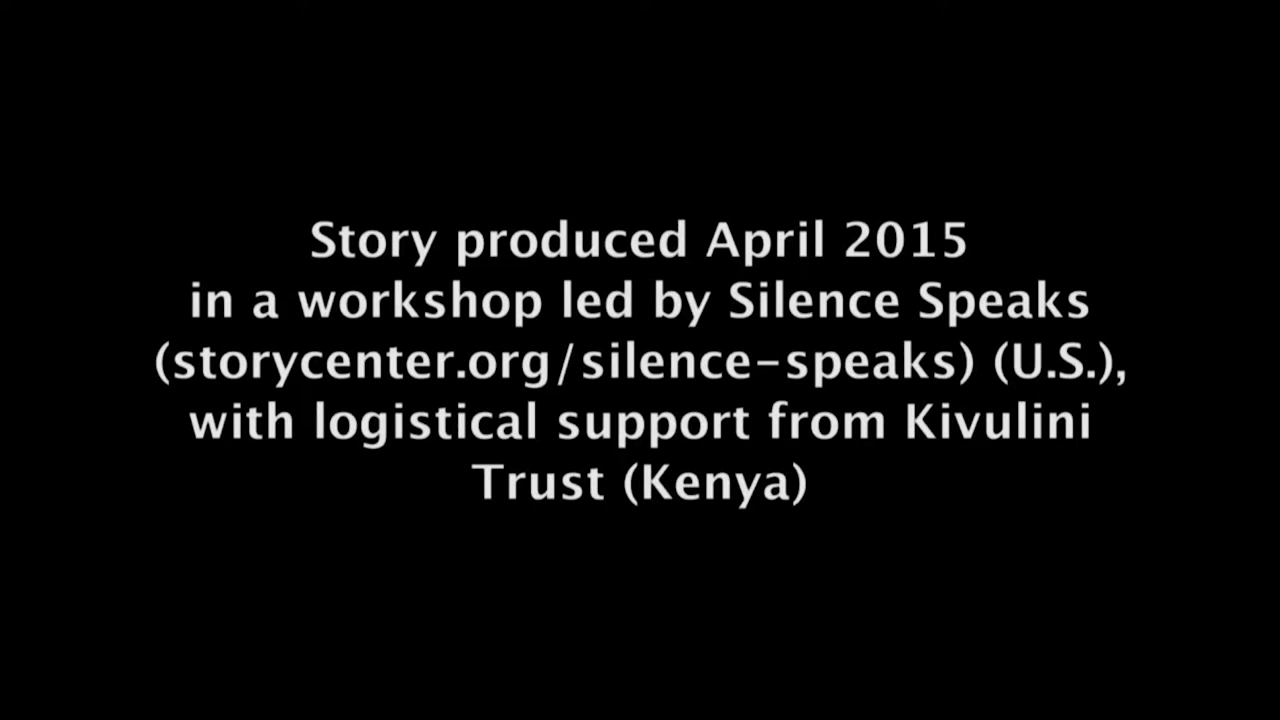 Story produced April 2015
in a workshop led by Silence Speaks
(storycenter.org/silence-speaks) (U.S.),
with logistical support from Kivulini
Trust (Kenya)